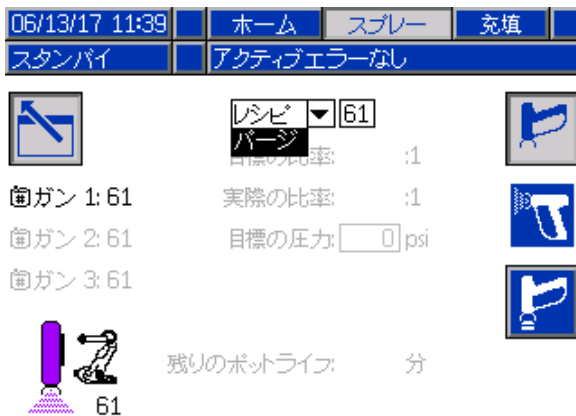 06/13/17 11:39 ホーム スプレー 充填
スタンバイ アクティブエラーなし
レシピ 61
パージ
目標の比率: :1
ガン 1: 61 実際の比率: :1
ガン 2: 61 目標の圧力: 0 psi
ガン 3: 61
残りのポットライフ: 分
61